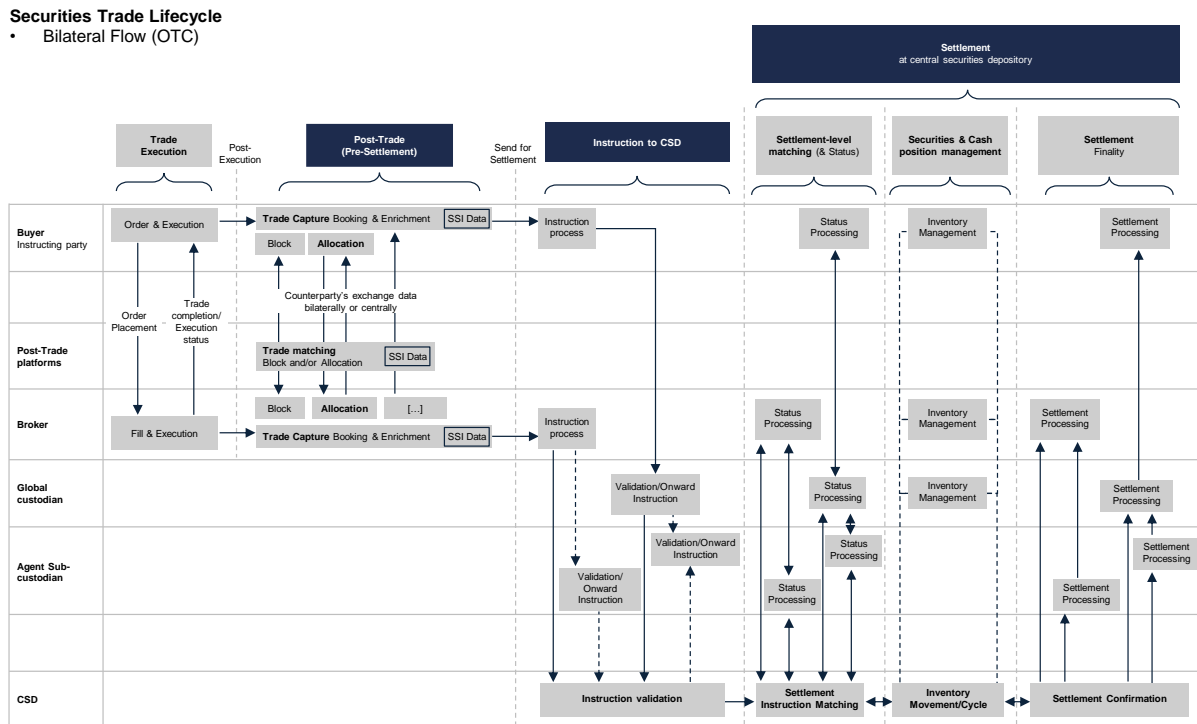 Securities Trade Lifecycle
• Bilateral Flow (OTC)
Settlement
at central securities depository
Trade
Execution
Post-
Execution
Post-Trade
(Pre-Settlement)
Send for
Settlement
Instruction to CSD
Settlement-level
matching (& Status)
Securities & Cash
position management
Settlement
Finality
Buyer
Instructing party
Order & Execution
Trade Capture Booking & Enrichment
SSI Data
Instruction
process
Status
Processing
Inventory
Management
Settlement
Processing
Block
Allocation
Order
Placement
Trade
completion/
Execution
status
Counterparty's exchange data
bilaterally or centrally
Post-Trade
platforms
Trade matching
Block and/or Allocation
SSI Data
Broker
Block
Allocation
[...]
Fill & Execution
Trade Capture Booking & Enrichment
SSI Data
Instruction
process
Status
Processing
Inventory
Management
Settlement
Processing
Global
custodian
Validation/Onward
Instruction
Status
Processing
Inventory
Management
Settlement
Processing
Agent Sub-
custodian
Validation/Onward
Instruction
Status
Processing
Settlement
Processing
Validation/
Onward
Instruction
Status
Processing
Settlement
Processing
CSD
Instruction validation
Settlement
Instruction Matching
Inventory
Movement/Cycle
Settlement Confirmation